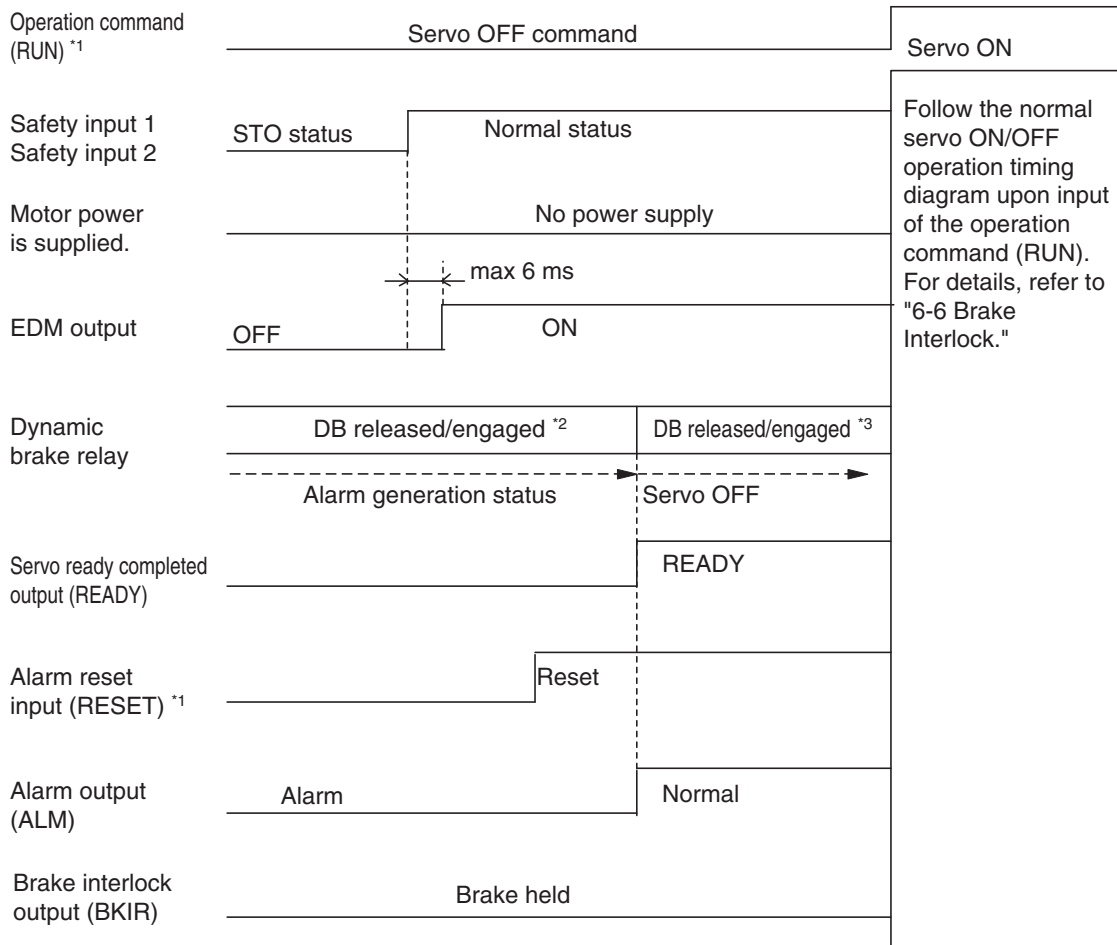 Operation command
(RUN) *1
Servo OFF command
Servo ON
Safety input 1
Safety input 2
STO status
Normal status
Follow the normal
servo ON/OFF
operation timing
diagram upon input
of the operation
command (RUN).
For details, refer to
"6-6 Brake
Interlock."
Motor power
is supplied.
No power supply
max 6 ms
EDM output
OFF
ON
Dynamic
brake relay
DB released/engaged *2
DB released/engaged *3
Alarm generation status
Servo OFF
Servo ready completed
output (READY)
READY
Alarm reset
input (RESET) *1
Reset
Alarm output
(ALM)
Alarm
Normal
Brake interlock
output (BKIR)
Brake held